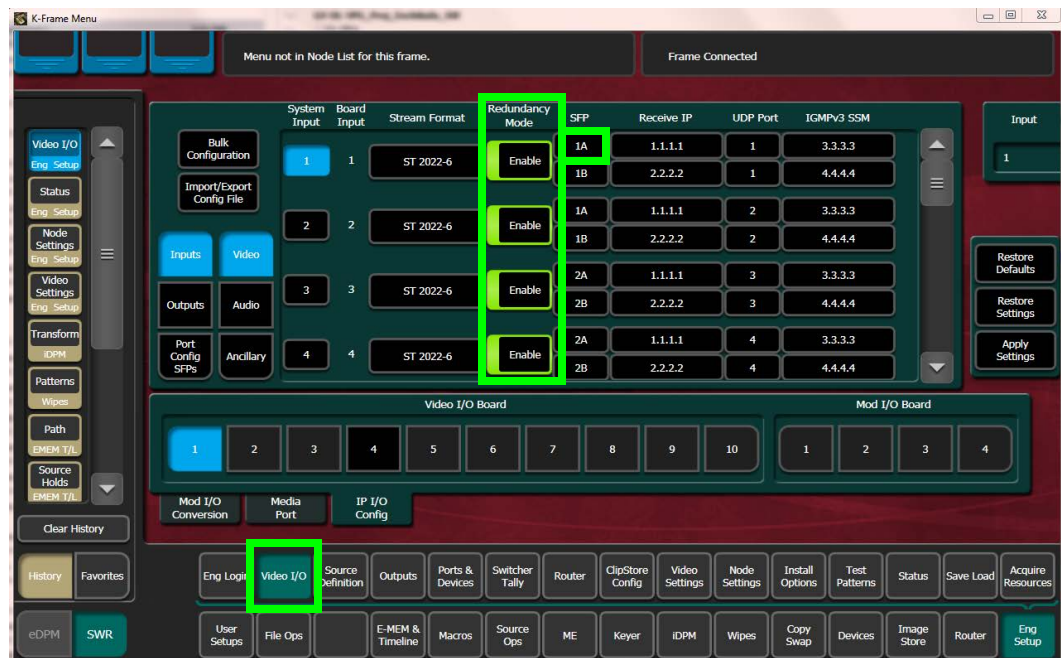 K-Frame Menu
Menu not in Node List for this frame.
Frame Connected
Video I/O
Eng Setup
Status
Eng Setup
Node
Settings
Eng Setup
Video
Settings
Eng Setup
Transform
iDPM
Patterns
Wipes
Path
EMEM T/L
Source
Holds
EMEM T/L
Clear History
History
Favorites
eDPM
SWR
Bulk
Configuration
Import/Export
Config File
Inputs
Video
Outputs
Audio
Port
Config
SFPs
Ancillary
System
Input
Board
Input
Stream Format
Redundancy
Mode
SFP
Receive IP
UDP Port
IGMPv3 SSM
1
1
ST 2022-6
Enable
1A
1.1.1.1
1
3.3.3.3
1B
2.2.2.2
1
4.4.4.4
2
2
ST 2022-6
Enable
1A
1.1.1.1
2
3.3.3.3
1B
2.2.2.2
2
4.4.4.4
3
3
ST 2022-6
Enable
2A
1.1.1.1
3
3.3.3.3
2B
2.2.2.2
3
4.4.4.4
4
4
ST 2022-6
Enable
2A
1.1.1.1
4
3.3.3.3
2B
2.2.2.2
4
4.4.4.4
Input
1
Restore
Defaults
Restore
Settings
Apply
Settings
Video I/O Board
1
2
3
4
5
6
7
8
9
10
Mod I/O Board
1
2
3
4
Mod I/O
Conversion
Media
Port
IP I/O
Config
Eng Login
Video I/O
Source
Definition
Outputs
Ports &
Devices
Switcher
Tally
Router
ClipStore
Config
Video
Settings
Node
Settings
Install
Options
Test
Patterns
Status
Save Load
Acquire
Resources
User
Setups
File Ops
E-MEM &
Timeline
Macros
Source
Ops
ME
Keyer
iDPM
Wipes
Copy
Swap
Devices
Image
Store
Router
Eng
Setup